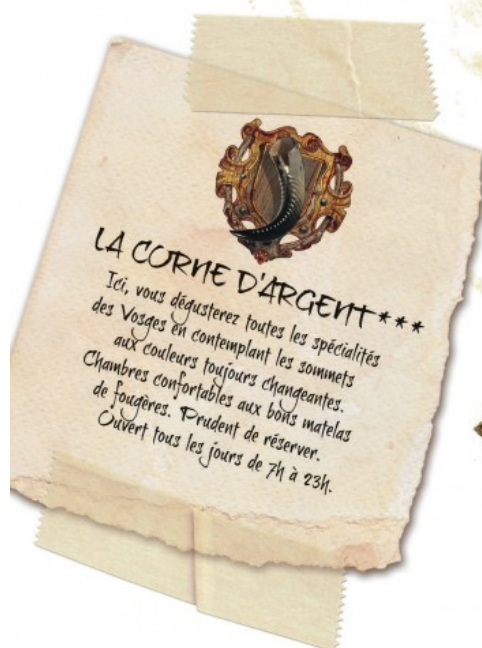 LA CORNE D'ARGENT***
Ici, vous dégusterez toutes les spécialités
des Vosges en contemplant les sommets
aux couleurs toujours changeantes.
Chambres confortables aux bons matelas
de fougères. Prudent de réserver.
Ouvert tous les jours de 7h à 23h.